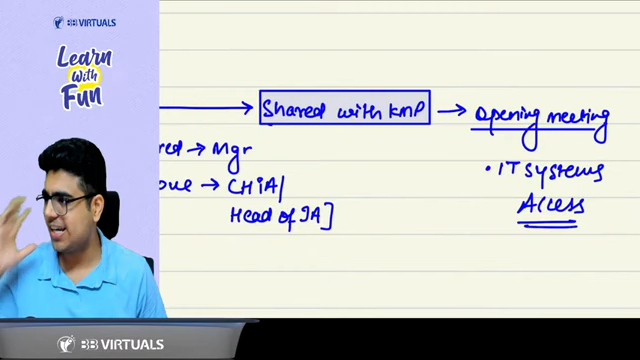 BB VIRTUALS
Learn
With
Fun
Shared with KMP
Opening meeting
red → Mgr
ove → CHIA/
Head of IA]
• IT Systems
Access
BB VIRTUALS